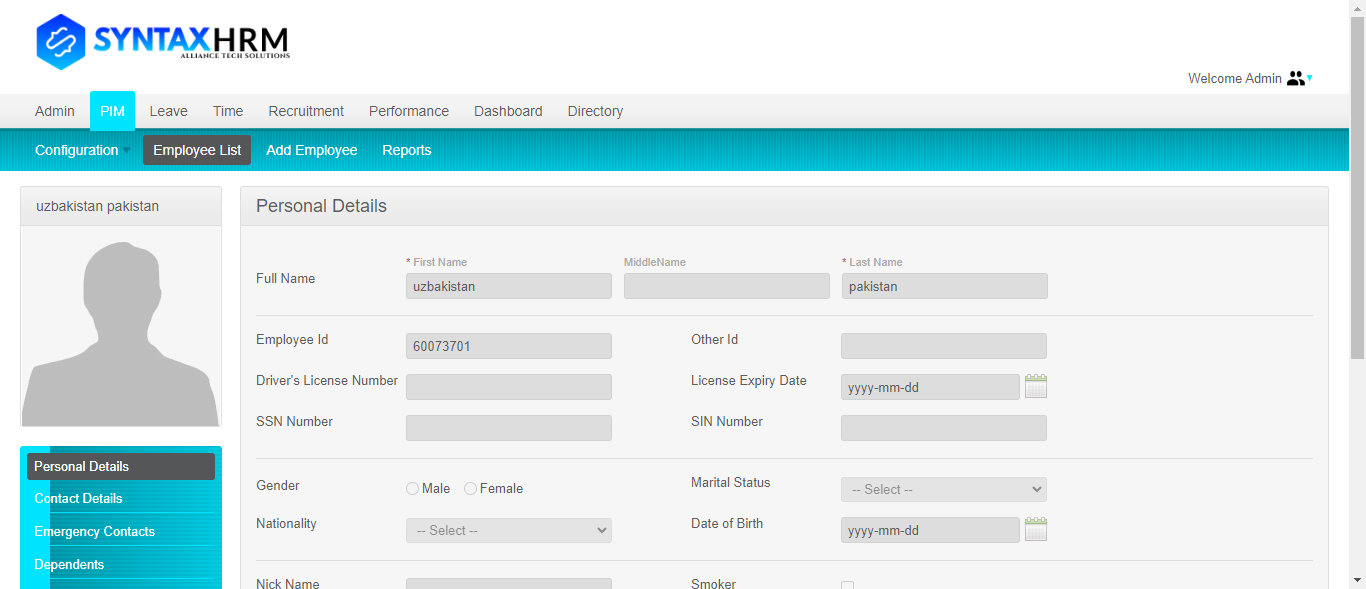 SYNTAXHRM
ALLIANCE TECH SOLUTIONS
Welcome Admin
Admin PIM Leave Time Recruitment Performance Dashboard Directory
Configuration Employee List Add Employee Reports
uzbakistan pakistan
Personal Details
* First Name MiddleName * Last Name
Full Name uzbakistan pakistan
Employee Id 60073701 Other Id
Driver's License Number License Expiry Date yyyy-mm-dd
SSN Number SIN Number
Gender Male Female Marital Status -- Select --
Nationality -- Select -- Date of Birth yyyy-mm-dd
Nick Name Smoker
Personal Details
Contact Details
Emergency Contacts
Dependents